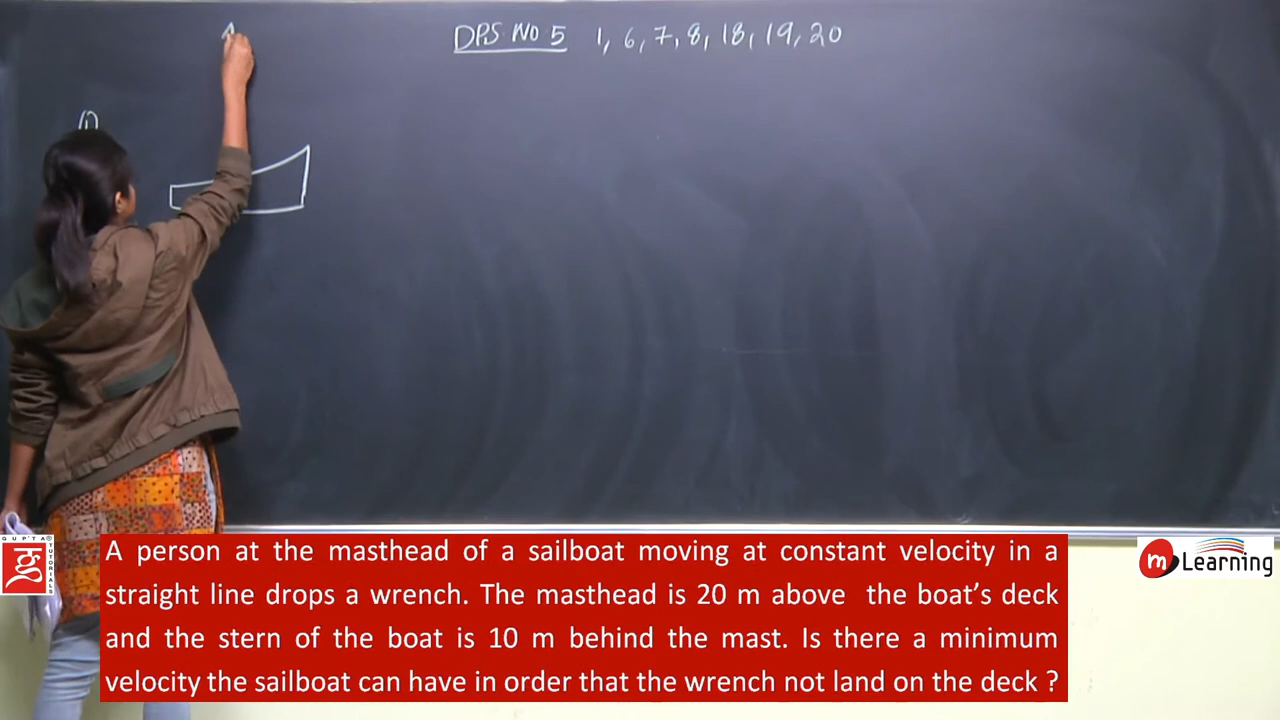 DPS NO 5 1, 6, 7, 8, 18, 19, 20
A person at the masthead of a sailboat moving at constant velocity in a
straight line drops a wrench. The masthead is 20 m above the boat's deck
and the stern of the boat is 10 m behind the mast. Is there a minimum
velocity the sailboat can have in order that the wrench not land on the deck ?
GUPTA
TUTORIALS
m Learning